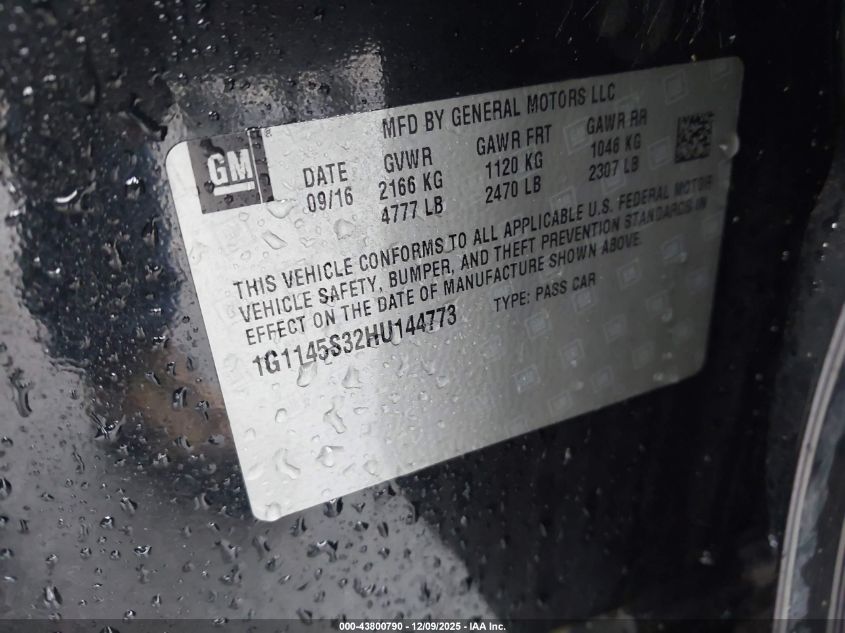 GM
MFD BY GENERAL MOTORS LLC
DATE GVWR GAWR FRT GAWR RR
09/16 2166 KG 1120 KG 1046 KG
4777 LB 2470 LB 2307 LB
THIS VEHICLE CONFORMS TO ALL APPLICABLE U.S. FEDERAL MOTOR
VEHICLE SAFETY, BUMPER, AND THEFT PREVENTION STANDARDS IN
EFFECT ON THE DATE OF MANUFACTURE SHOWN ABOVE.
1G1145S32HU144773 TYPE: PASS CAR
000-43800790 - 12/09/2025 - IAA Inc.